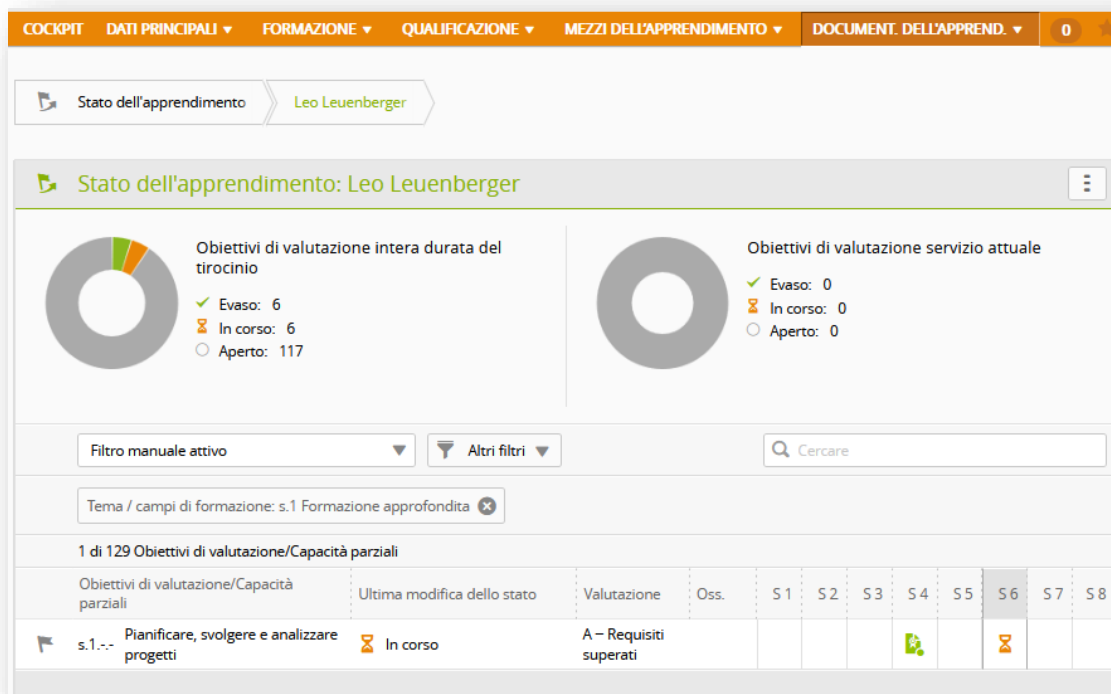 COCKPIT DATI PRINCIPALI FORMAZIONE QUALIFICAZIONE MEZZI DELL'APPRENDIMENTO DOCUMENT. DELL'APPREND. 0
Stato dell'apprendimento Leo Leuenberger
Stato dell'apprendimento: Leo Leuenberger
Obiettivi di valutazione intera durata del
tirocinio
Evaso: 6
In corso: 6
Aperto: 117
Obiettivi di valutazione servizio attuale
Evaso: 0
In corso: 0
Aperto: 0
Filtro manuale attivo Altri filtri Cercare
Tema / campi di formazione: s.1 Formazione approfondita
1 di 129 Obiettivi di valutazione/Capacità parziali
Obiettivi di valutazione/Capacità
parziali
Ultima modifica dello stato Valutazione Oss. S 1 S 2 S 3 S 4 S 5 S 6 S 7 S 8
s.1.-.- Pianificare, svolgere e analizzare
progetti
In corso
A – Requisiti
superati